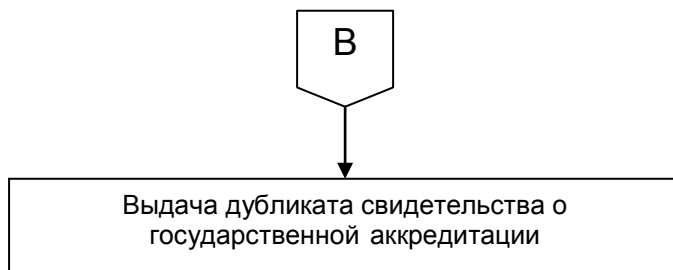 В
Выдача дубликата свидетельства о
государственной аккредитации